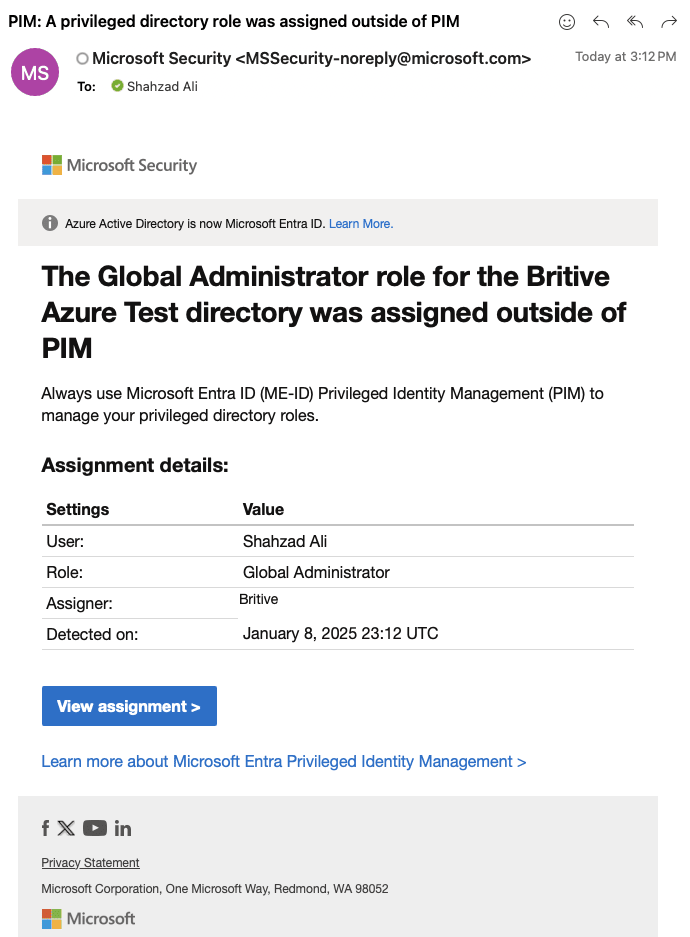 PIM: A privileged directory role was assigned outside of PIM
MS
Microsoft Security <MSSecurity-noreply@microsoft.com>
Today at 3:12 PM
To: Shahzad Ali
Microsoft Security
Azure Active Directory is now Microsoft Entra ID. Learn More.
The Global Administrator role for the Britive
Azure Test directory was assigned outside of
PIM
Always use Microsoft Entra ID (ME-ID) Privileged Identity Management (PIM) to
manage your privileged directory roles.
Assignment details:
Settings Value
User: Shahzad Ali
Role: Global Administrator
Assigner: Britive
Detected on: January 8, 2025 23:12 UTC
View assignment >
Learn more about Microsoft Entra Privileged Identity Management >
Privacy Statement
Microsoft Corporation, One Microsoft Way, Redmond, WA 98052
Microsoft